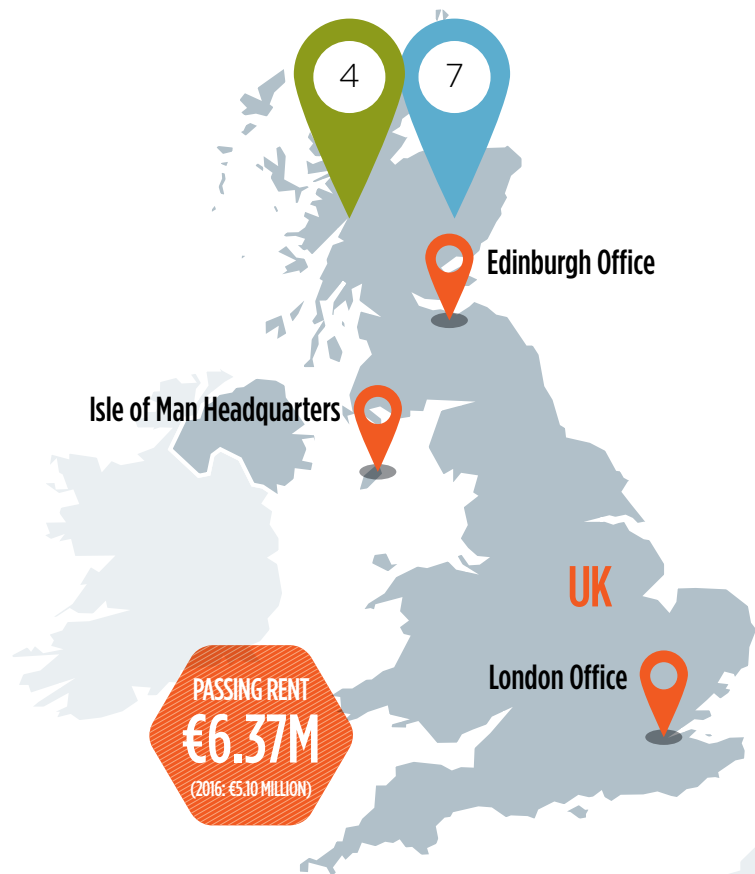 4
7
Edinburgh Office
Isle of Man Headquarters
UK
London Office
PASSING RENT
€6.37M
(2016: €5.10 MILLION)